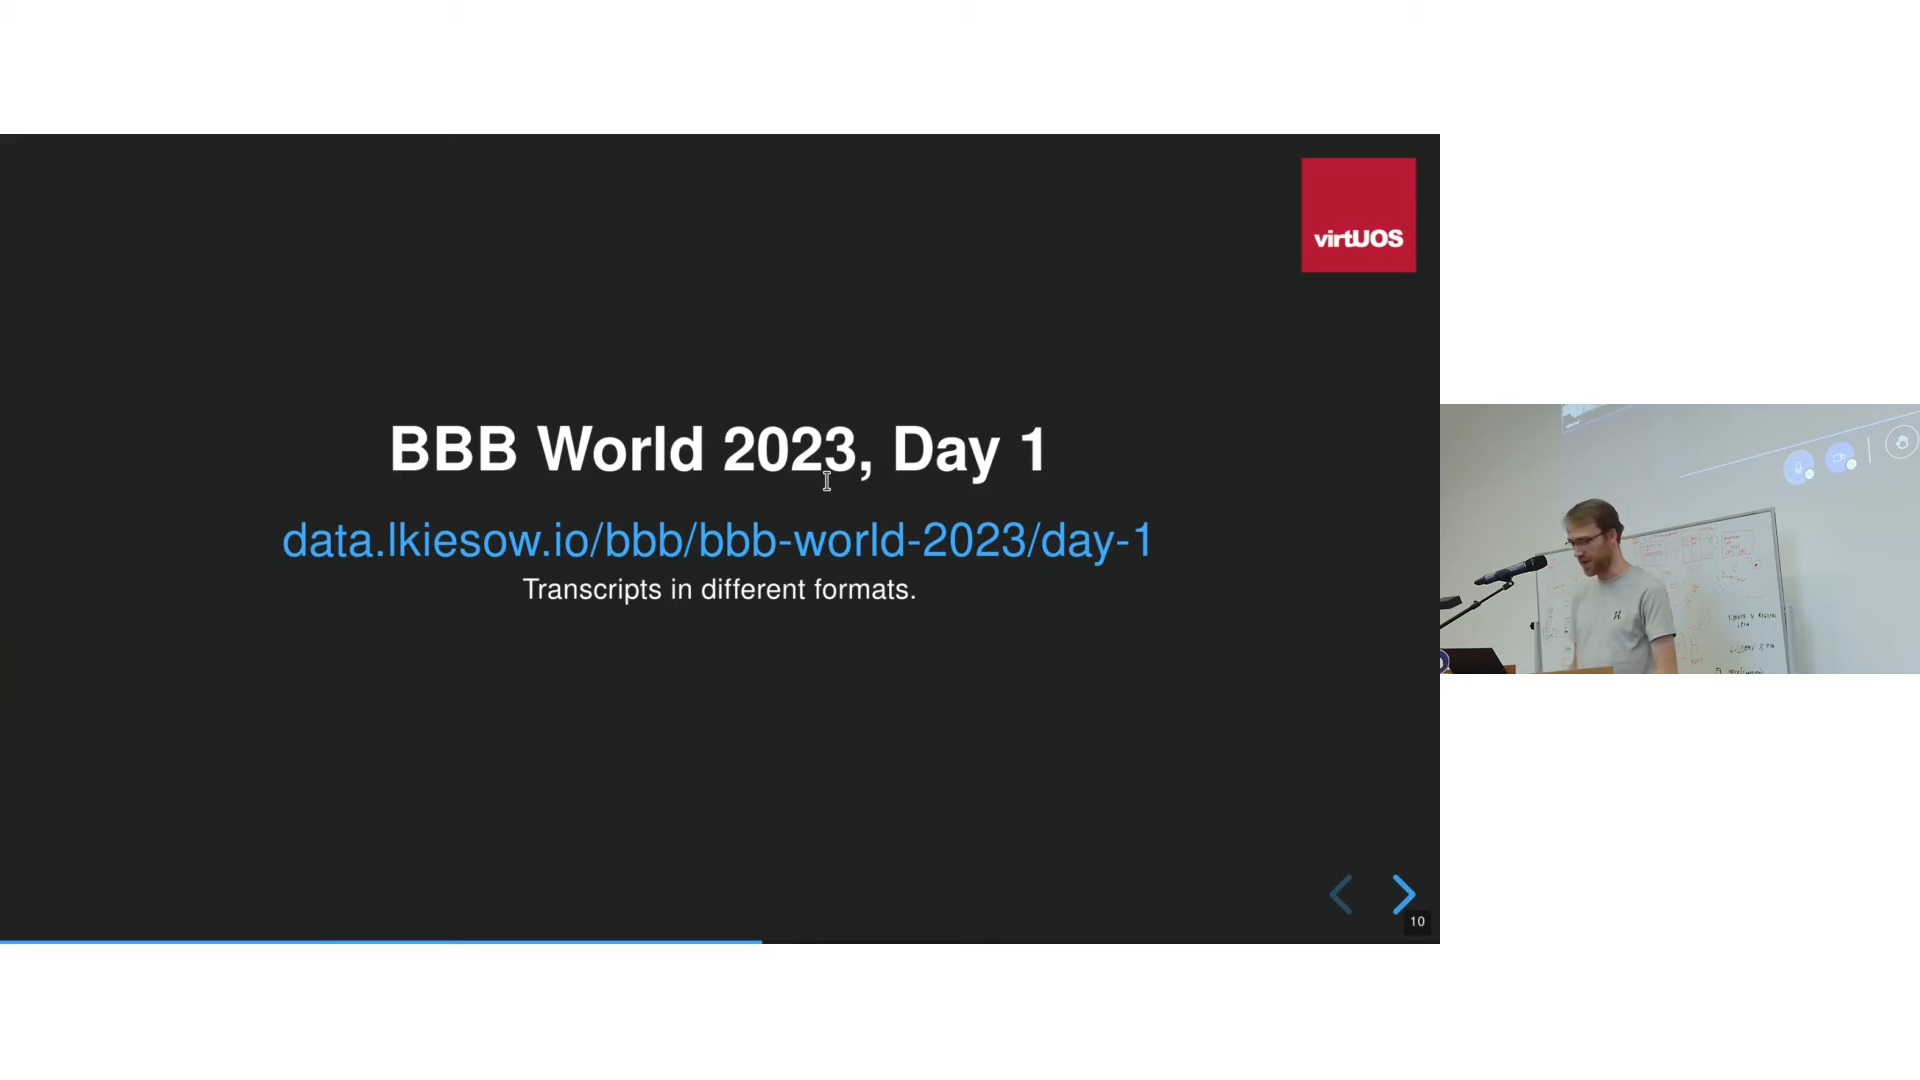 virtUOS
BBB World 2023, Day 1
data.lkiesow.io/bbb/bbb-world-2023/day-1
Transcripts in different formats.
10